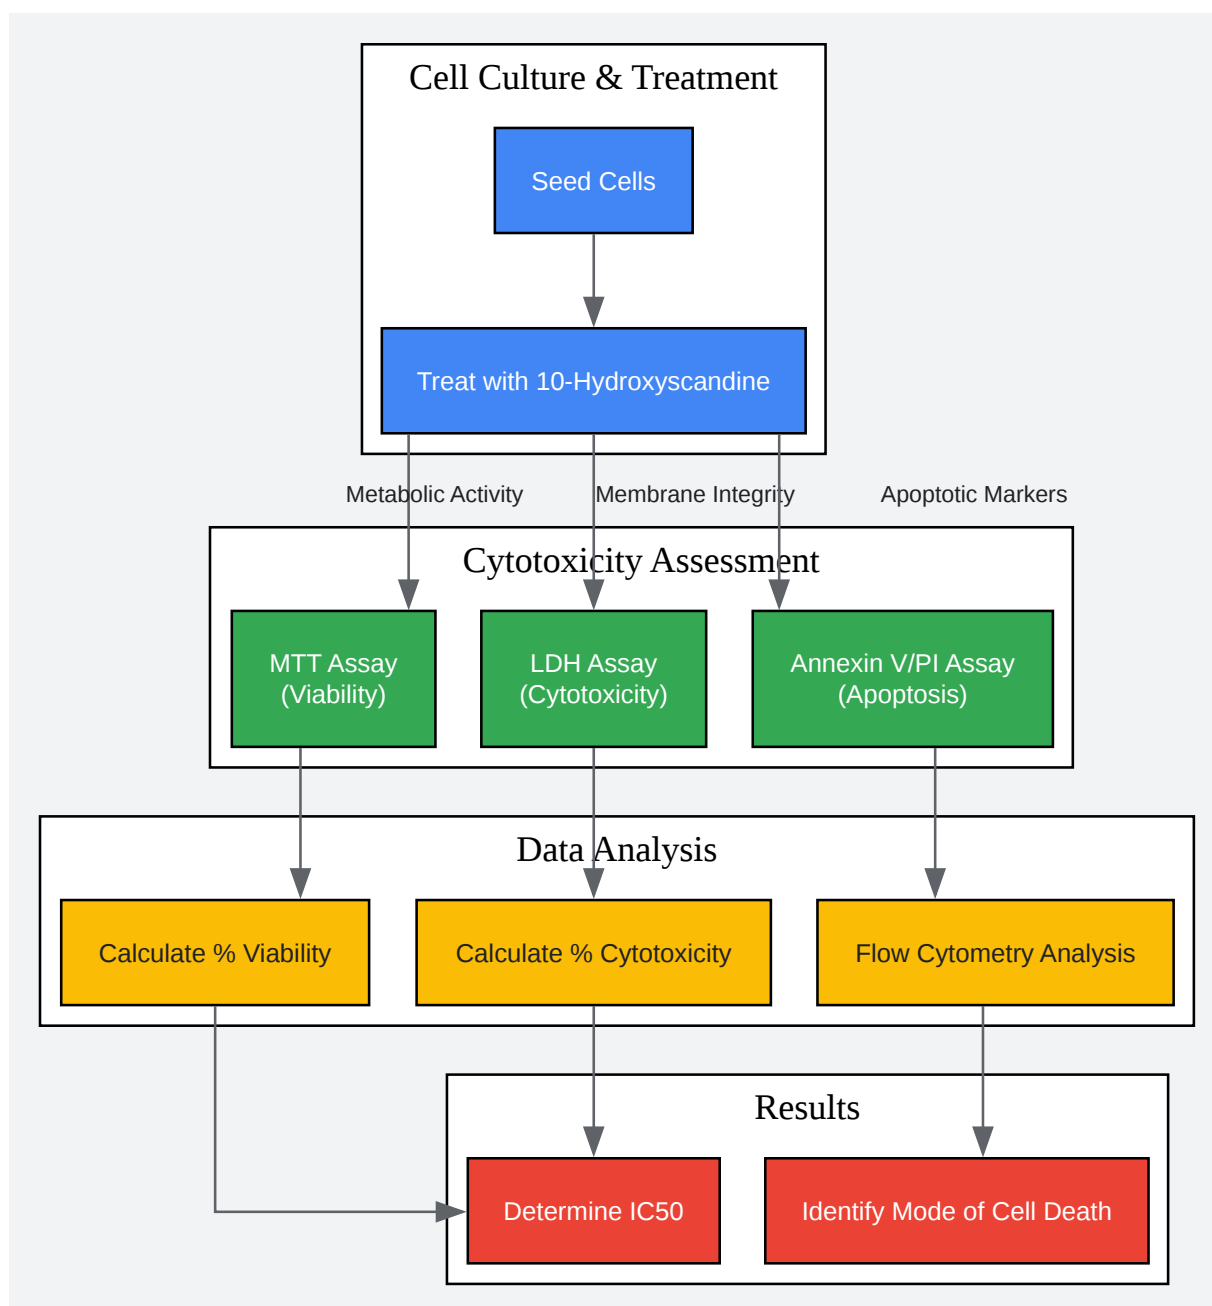 Cell Culture & Treatment
Seed Cells
Treat with 10-Hydroxyscandine
Metabolic Activity
Membrane Integrity
Apoptotic Markers
Cytotoxicity Assessment
MTT Assay
(Viability)
LDH Assay
(Cytotoxicity)
Annexin V/PI Assay
(Apoptosis)
Data Analysis
Calculate % Viability
Calculate % Cytotoxicity
Flow Cytometry Analysis
Results
Determine IC50
Identify Mode of Cell Death